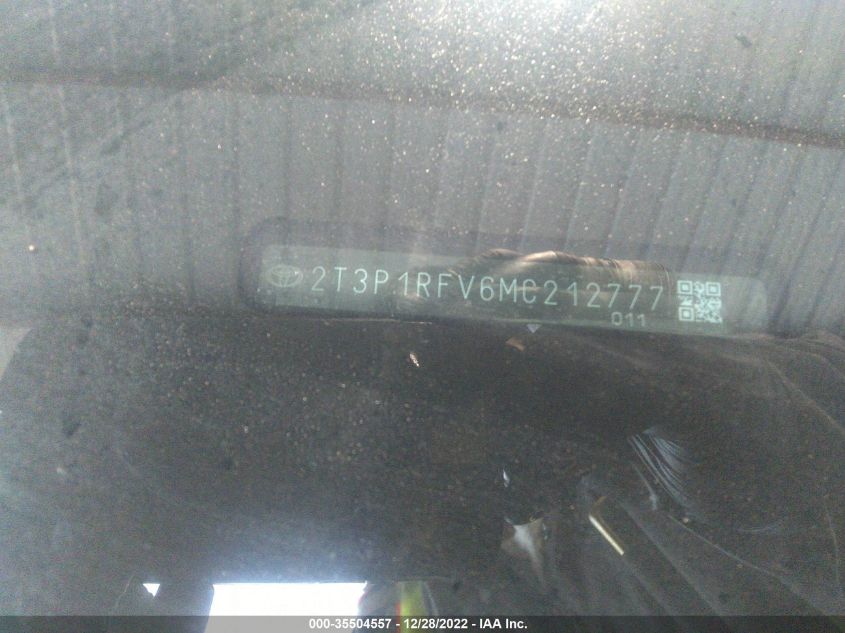 2T3P1RFV6MC212777
011
000-35504557 - 12/28/2022 - IAA Inc.